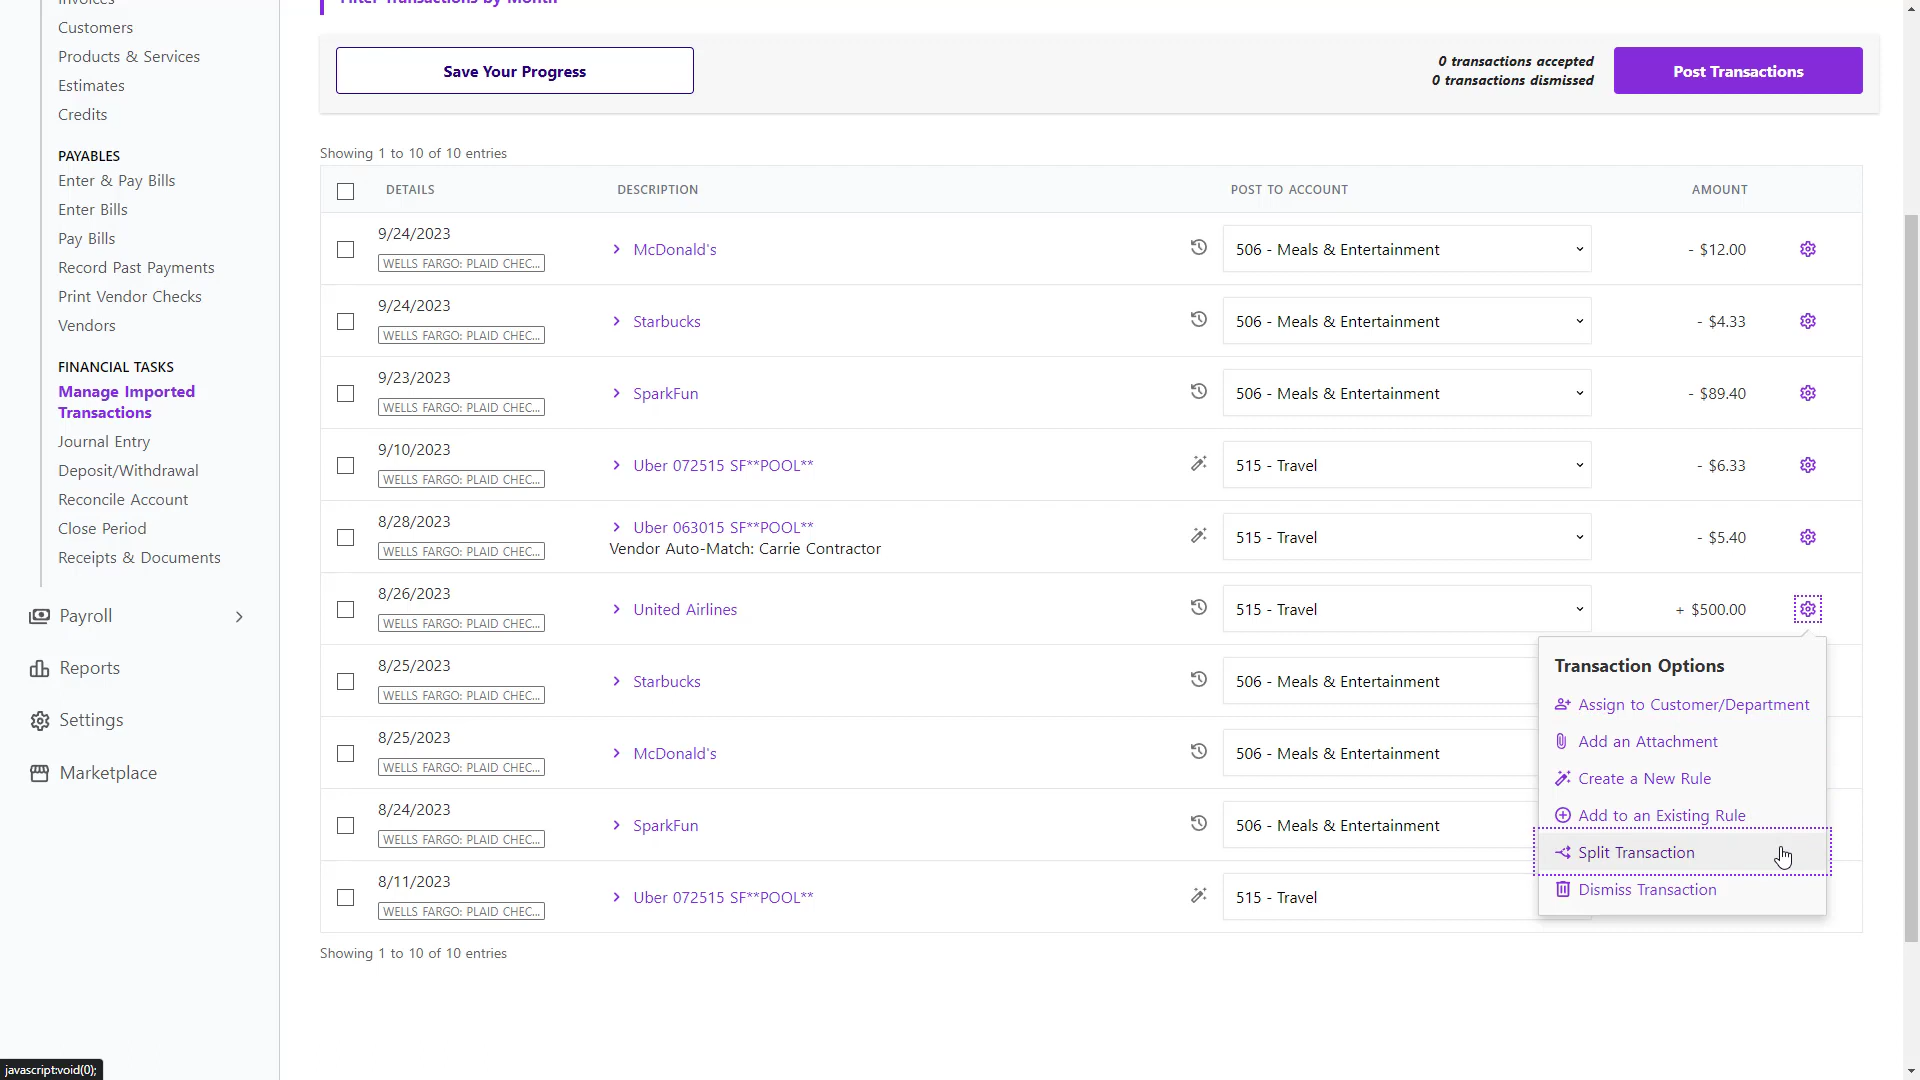 Invoices
Customers
Products & Services
Estimates
Credits
PAYABLES
Enter & Pay Bills
Enter Bills
Pay Bills
Record Past Payments
Print Vendor Checks
Vendors
FINANCIAL TASKS
Manage Imported
Transactions
Journal Entry
Deposit/Withdrawal
Reconcile Account
Close Period
Receipts & Documents
Payroll
Reports
Settings
Marketplace
Filter Transactions by Month
Save Your Progress
0 transactions accepted
0 transactions dismissed
Post Transactions
Showing 1 to 10 of 10 entries
DETAILS DESCRIPTION POST TO ACCOUNT AMOUNT
9/24/2023
WELLS FARGO: PLAID CHEC...
McDonald's 506 - Meals & Entertainment - $12.00
9/24/2023
WELLS FARGO: PLAID CHEC...
Starbucks 506 - Meals & Entertainment - $4.33
9/23/2023
WELLS FARGO: PLAID CHEC...
SparkFun 506 - Meals & Entertainment - $89.40
9/10/2023
WELLS FARGO: PLAID CHEC...
Uber 072515 SF**POOL** 515 - Travel - $6.33
8/28/2023
WELLS FARGO: PLAID CHEC...
Uber 063015 SF**POOL**
Vendor Auto-Match: Carrie Contractor
515 - Travel - $5.40
8/26/2023
WELLS FARGO: PLAID CHEC...
United Airlines 515 - Travel + $500.00
8/25/2023
WELLS FARGO: PLAID CHEC...
Starbucks 506 - Meals & Entertainment
8/25/2023
WELLS FARGO: PLAID CHEC...
McDonald's 506 - Meals & Entertainment
8/24/2023
WELLS FARGO: PLAID CHEC...
SparkFun 506 - Meals & Entertainment
8/11/2023
WELLS FARGO: PLAID CHEC...
Uber 072515 SF**POOL** 515 - Travel
Transaction Options
Assign to Customer/Department
Add an Attachment
Create a New Rule
Add to an Existing Rule
Split Transaction
Dismiss Transaction
Showing 1 to 10 of 10 entries
javascript:void(0);